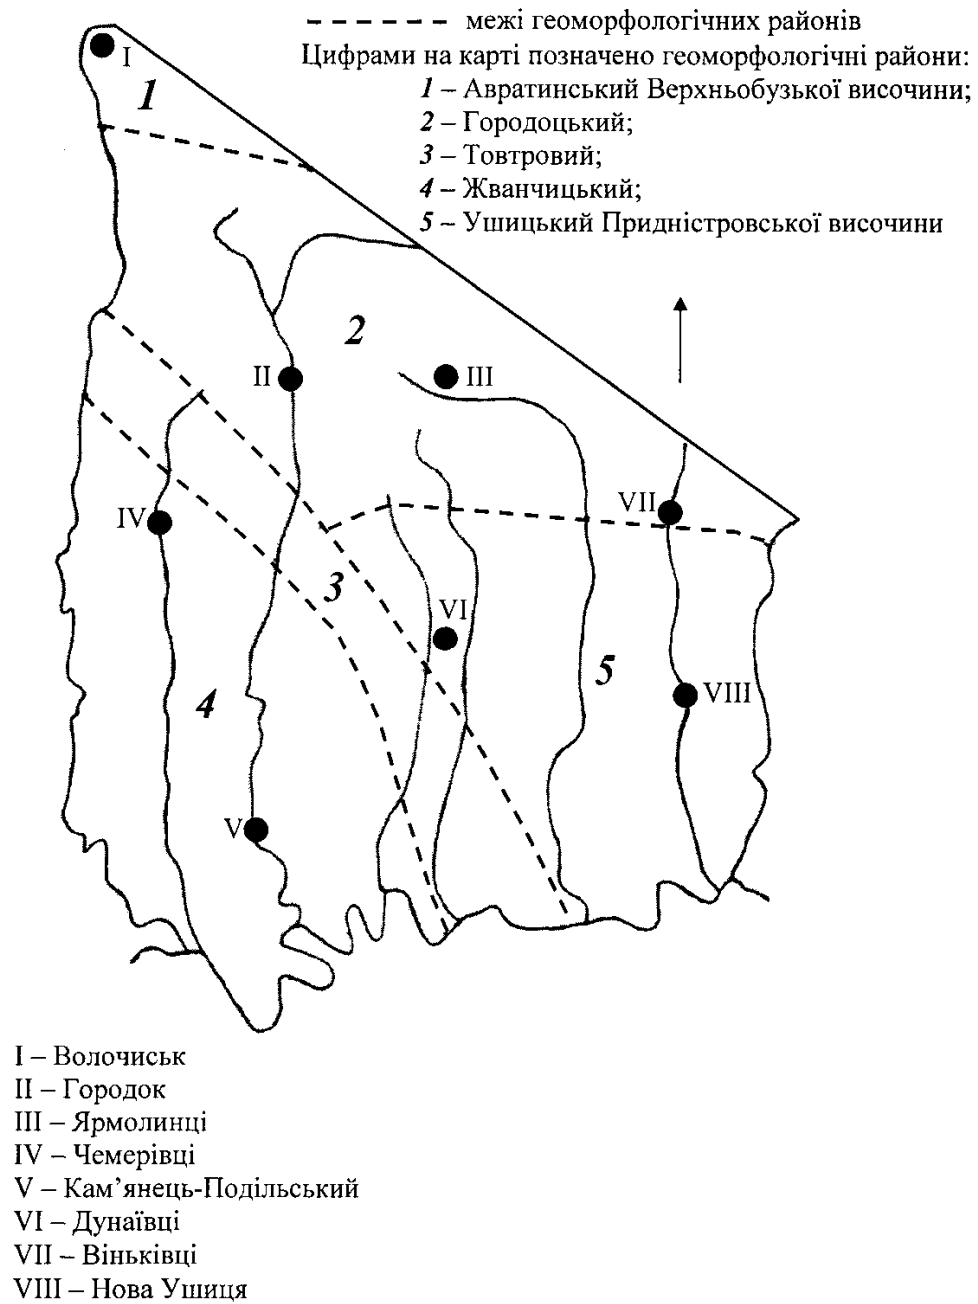 межі геоморфологічних районів
Цифрами на карті позначено геоморфологічні райони:
1 – Авратинський Верхньобузької височини;
2 – Городоцький;
3 – Товтровий;
4 – Жванчицький;
5 – Ушицький Придністровської височини
I
1
2
II
III
VII
IV
3
VI
5
4
VIII
V
I – Волочиськ
II – Городок
III – Ярмолинці
IV – Чемерівці
V – Кам’янець-Подільський
VI – Дунаївці
VII – Віньківці
VIII – Нова Ушиця